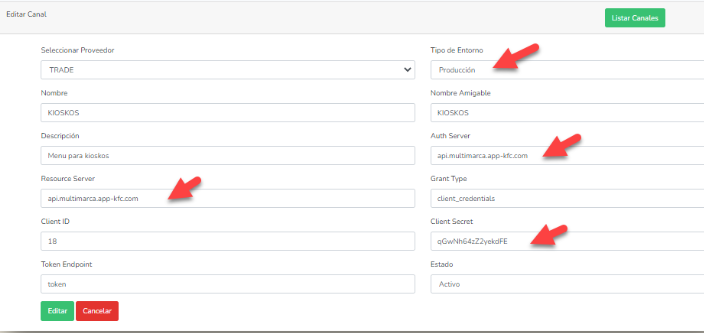 Editar Canal
Listar Canales
Seleccionar Proveedor
Tipo de Entorno
TRADE
Producción
Nombre
Nombre Amigable
KIOSKOS
KIOSKOS
Descripción
Auth Server
Menu para kioskos
api.multimarca.app-kfc.com
Resource Server
Grant Type
api.multimarca.app-kfc.com
client_credentials
Client ID
Client Secret
18
qGwNh64zZ2yekdFE
Token Endpoint
Estado
token
Activo
Editar
Cancelar